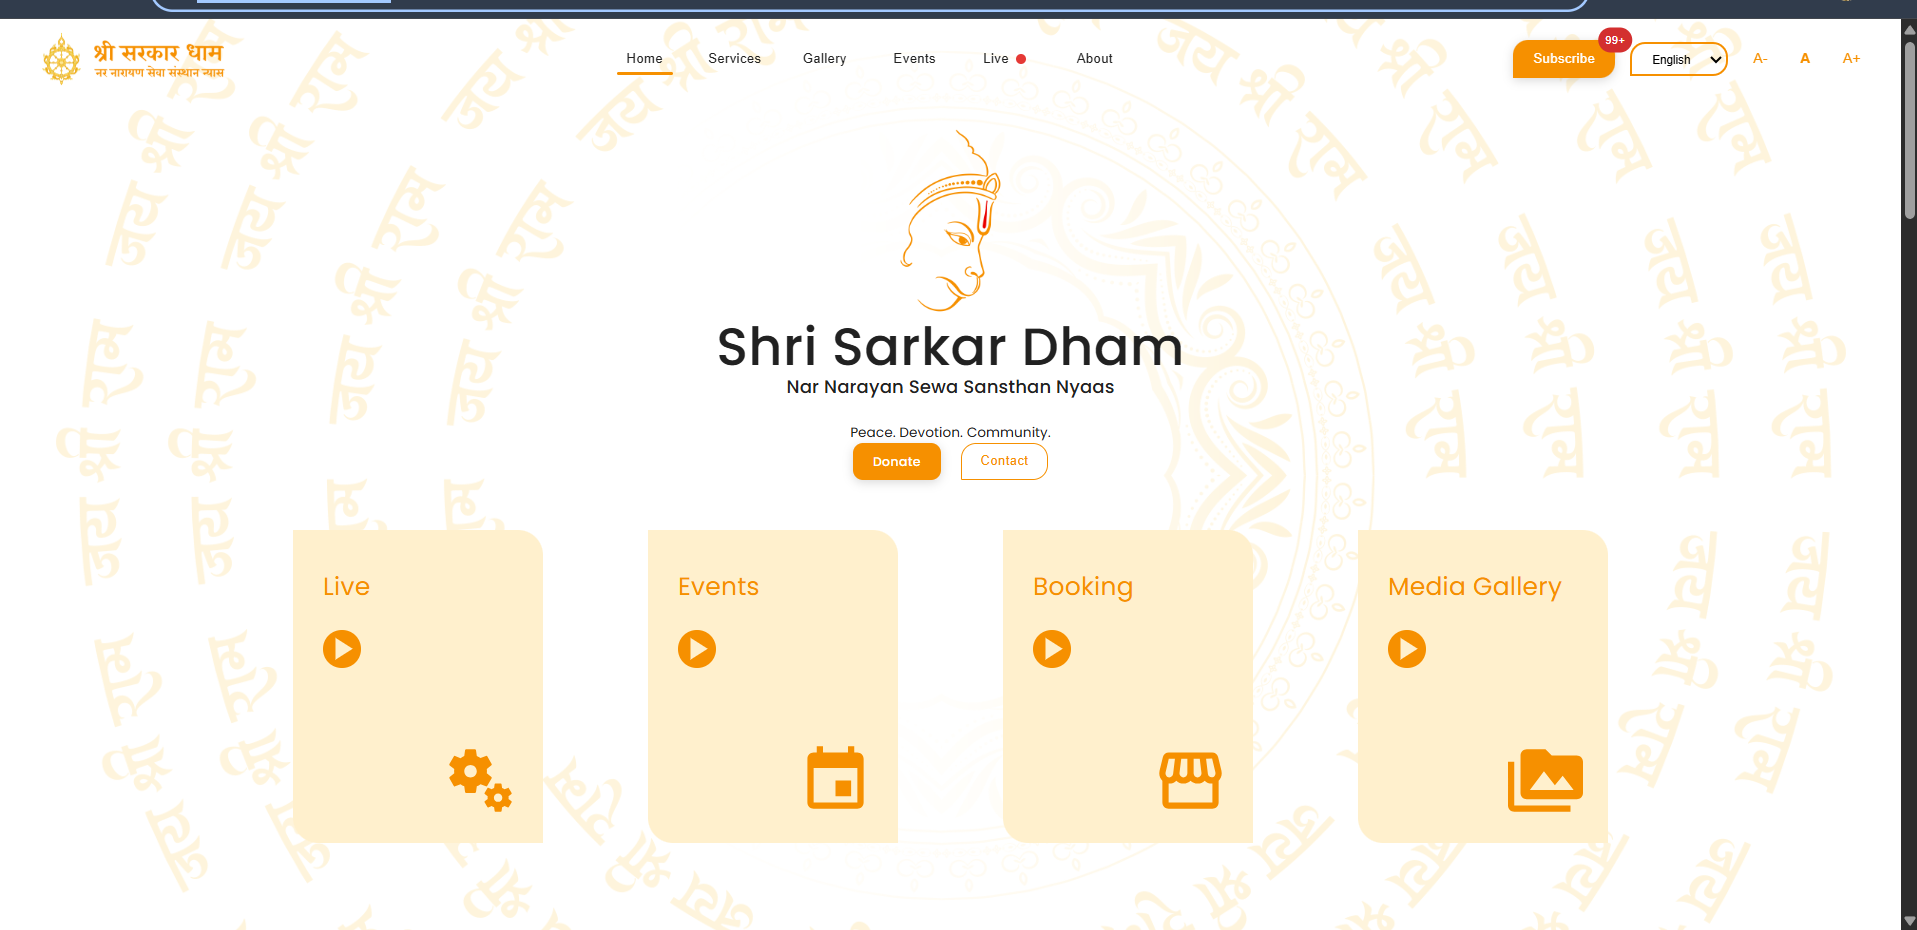 श्री सरकार धाम
नर नारायण सेवा संस्थान न्यास
Home
Services
Gallery
Events
Live
About
Subscribe
99+
English
A-
A
A+
Shri Sarkar Dham
Nar Narayan Sewa Sansthan Nyaas
Peace. Devotion. Community.
Donate
Contact
Live
Events
Booking
Media Gallery
जय श्री राम